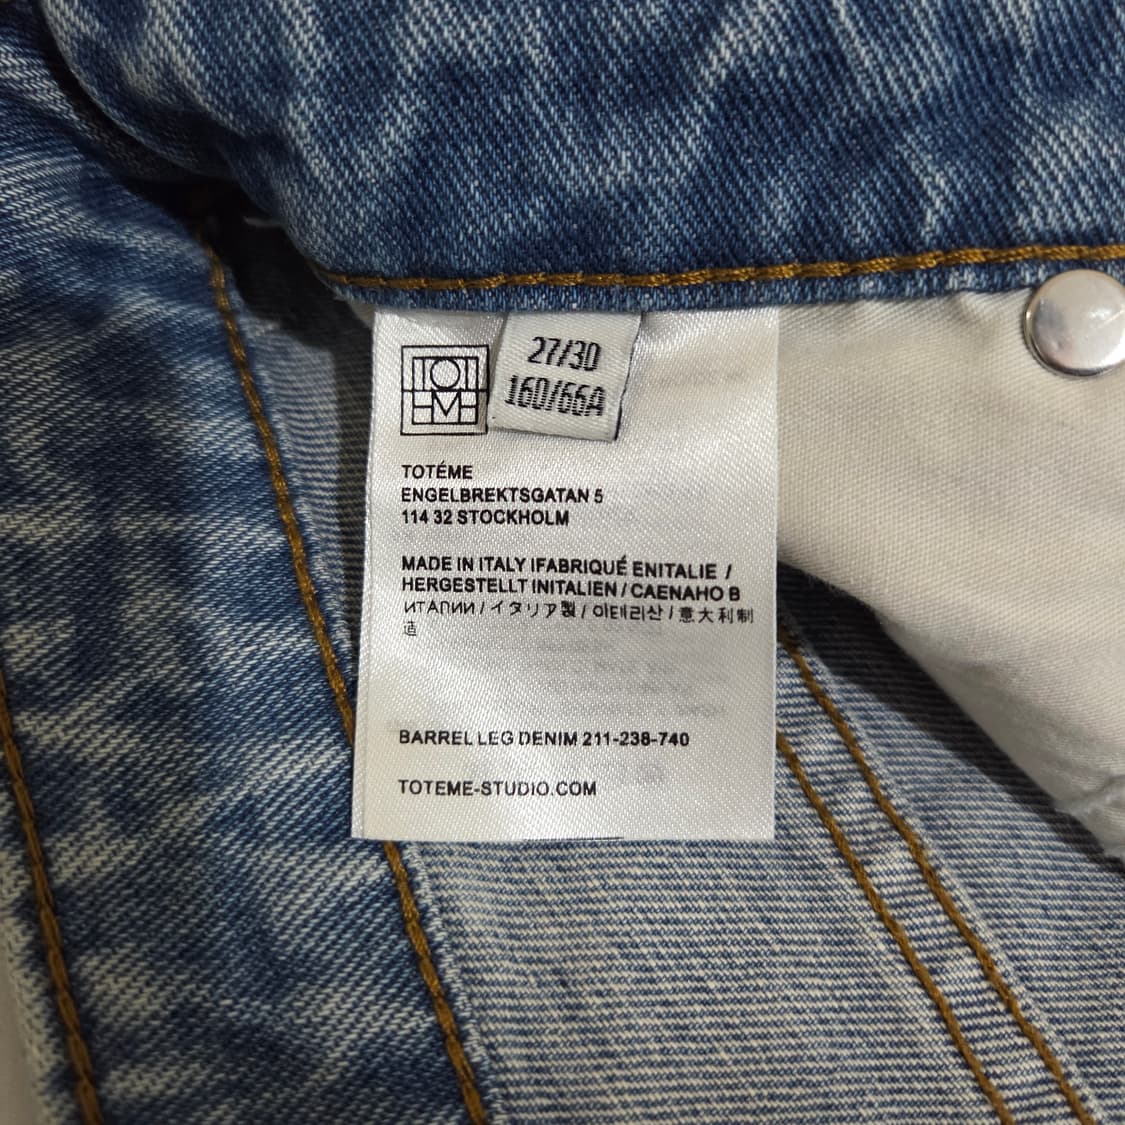 TOTEME
27/30
160/66A
TOTÉME
ENGELBREKTSGATAN 5
114 32 STOCKHOLM
MADE IN ITALY IFABRIQUÉ ENITALIE /
HERGESTELLT INITALIEN / CAENAHO B
ИТАПИИ / イタリア製 / 이태리산 / 意大利制
造
BARREL LEG DENIM 211-238-740
TOTEME-STUDIO.COM